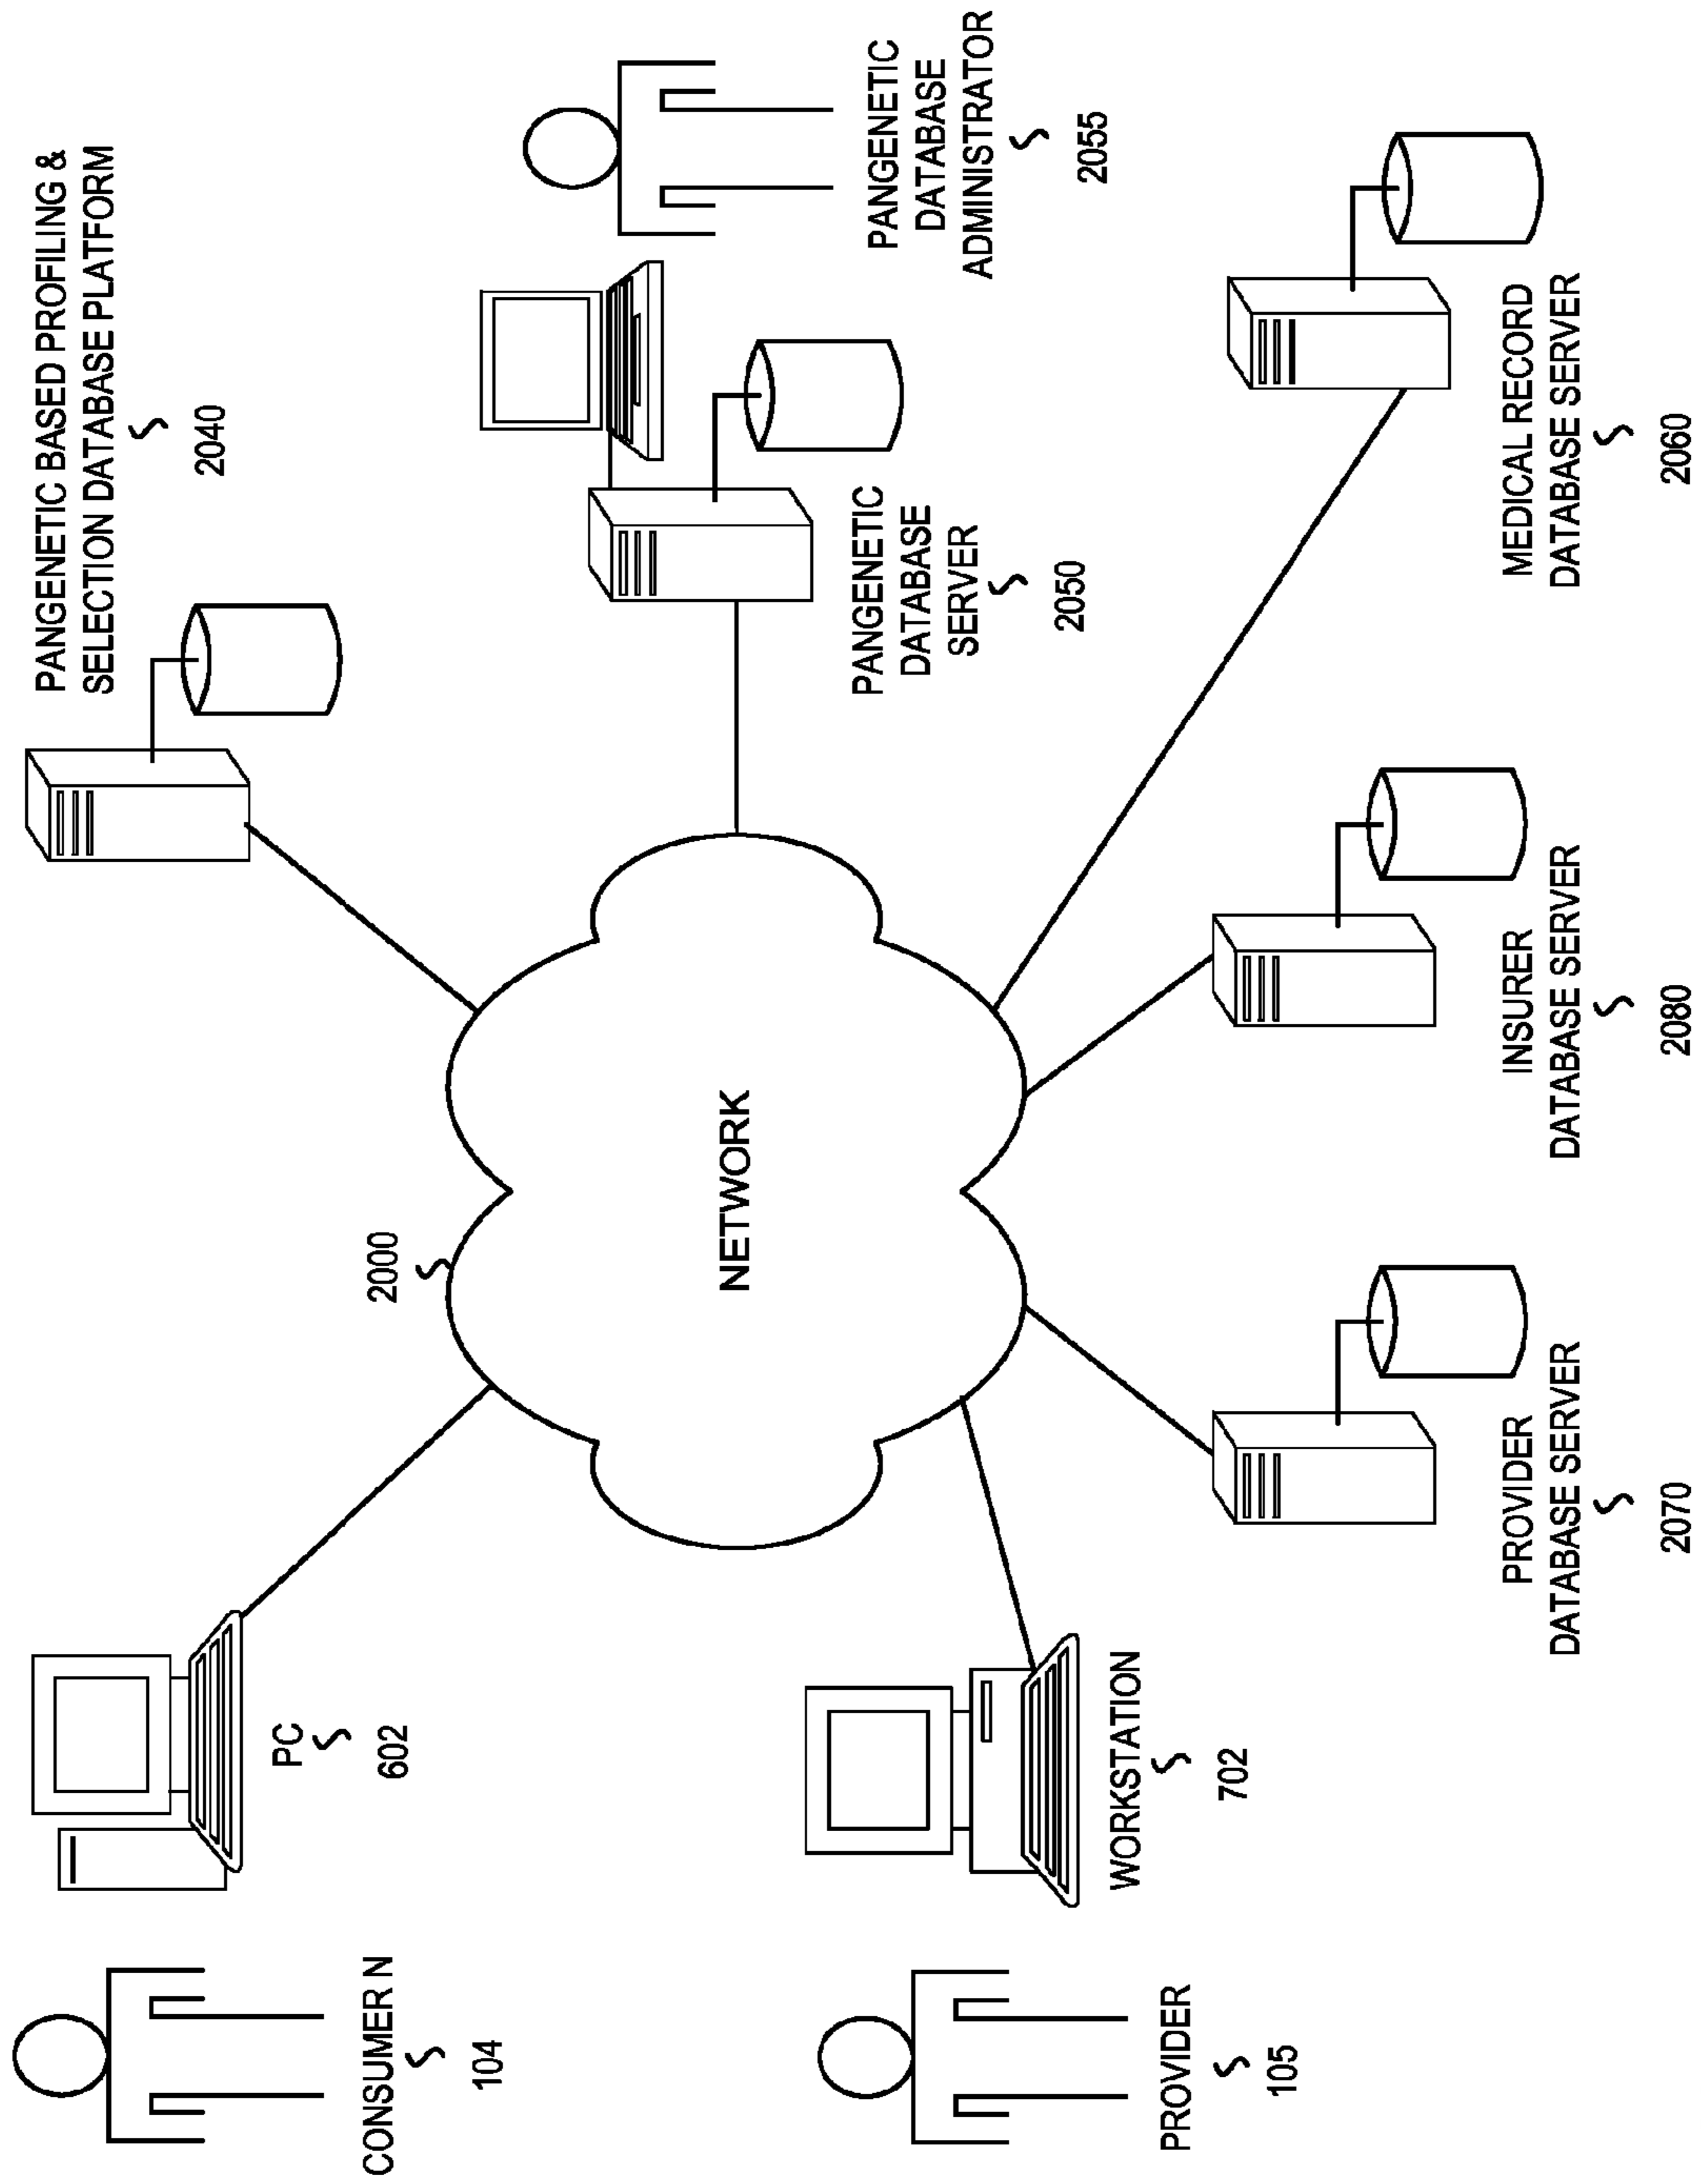 CONSUMER N
104
PC
602
2000
PANGENETIC BASED PROFILING &
SELECTION DATABASE PLATFORM
2040
NETWORK
PANGENETIC
DATABASE
SERVER
2050
PANGENETIC
DATABASE
ADMINISTRATOR
2055
PROVIDER
105
WORKSTATION
702
PROVIDER
DATABASE SERVER
2070
INSURER
DATABASE SERVER
2080
MEDICAL RECORD
DATABASE SERVER
2060